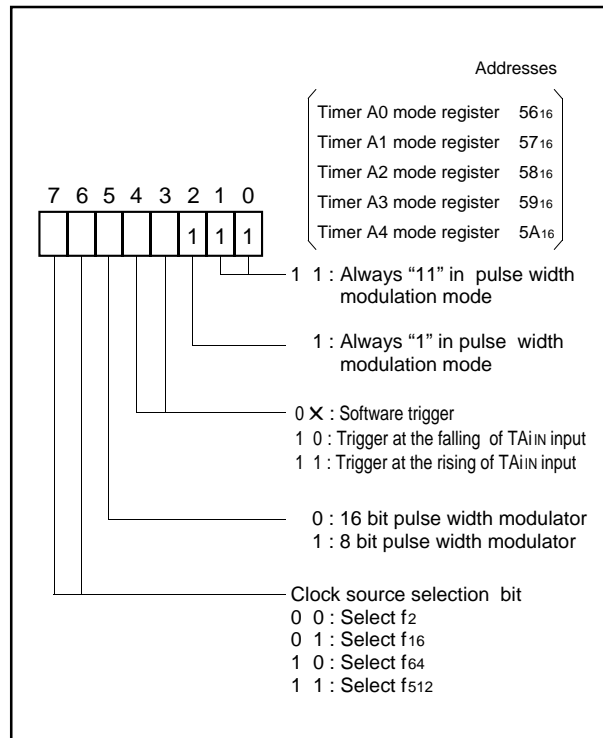 Addresses
Timer A0 mode register 5616
Timer A1 mode register 5716
Timer A2 mode register 5816
Timer A3 mode register 5916
Timer A4 mode register 5A16
7 6 5 4 3 2 1 0
1 1 1
1 1 : Always “11” in pulse width
modulation mode
1 : Always “1” in pulse width
modulation mode
0 ✕ : Software trigger
1 0 : Trigger at the falling of TAiIN input
1 1 : Trigger at the rising of TAiIN input
0 : 16 bit pulse width modulator
1 : 8 bit pulse width modulator
Clock source selection bit
0 0 : Select f2
0 1 : Select f16
1 0 : Select f64
1 1 : Select f512